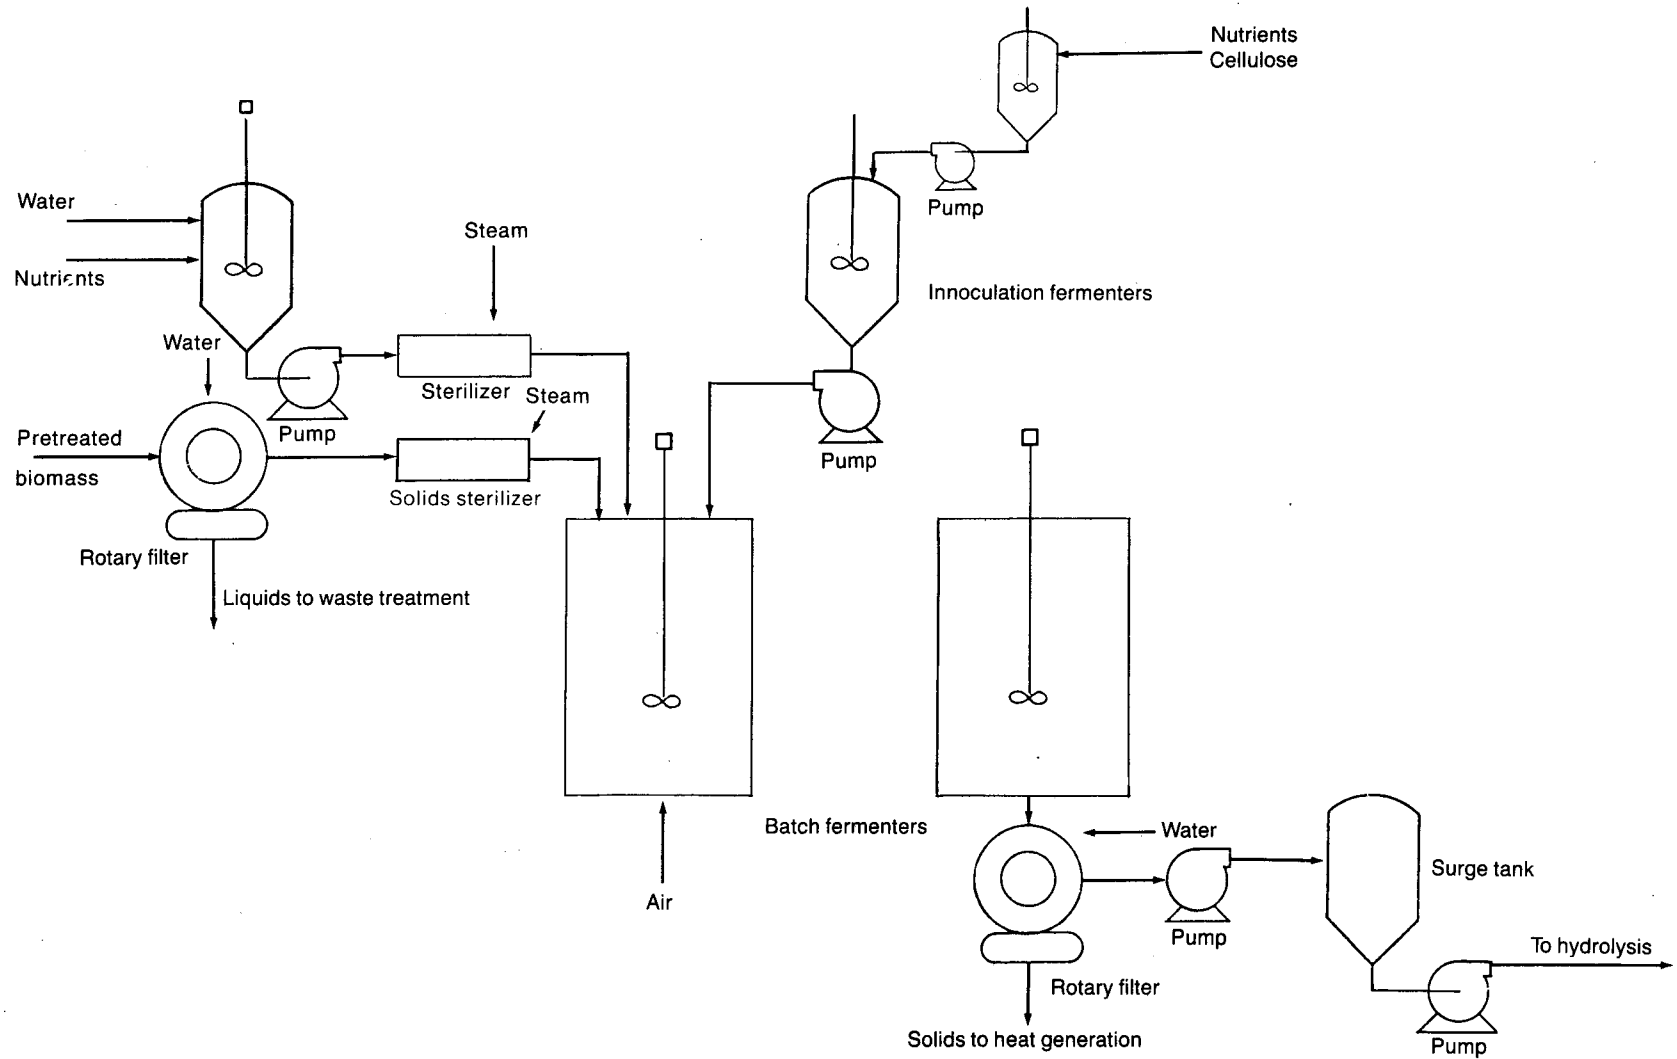 Nutrients
Cellulose
Water
Pump
Steam
Nutrients
Innoculation fermenters
Water
Sterilizer
Steam
Pump
Pretreated
biomass
Pump
Solids sterilizer
Rotary filter
Liquids to waste treatment
Batch fermenters
Water
Surge tank
Air
Pump
To hydrolysis
Rotary filter
Solids to heat generation
Pump